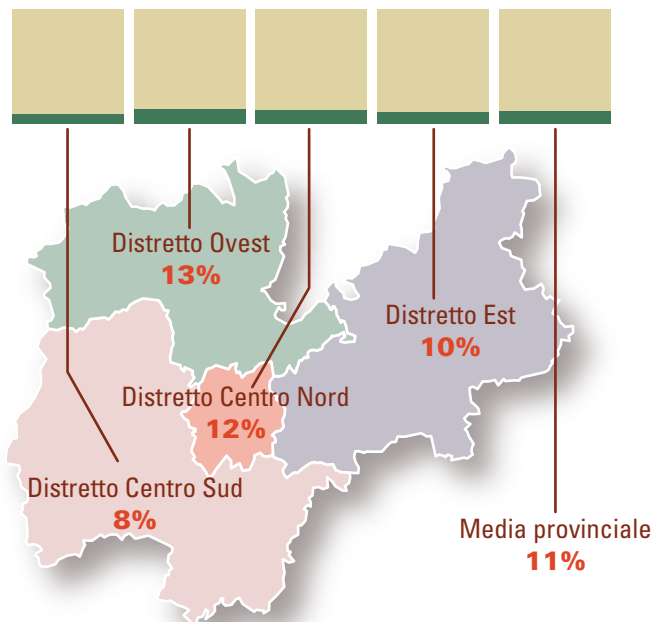 Distretto Ovest
13%
Distretto Est
10%
Distretto Centro Nord
12%
Distretto Centro Sud
8%
Media provinciale
11%